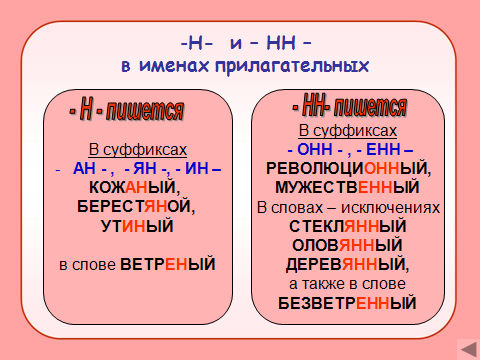 -Н- и – НН –
в именах прилагательных
- Н - пишется
В суффиксах
- АН - , - ЯН -, - ИН –
КОЖАНЫЙ,
БЕРЕСТЯНОЙ,
УТИНЫЙ
в слове ВЕТРЕНЫЙ
- НН- пишется
В суффиксах
- ОНН - , - ЕНН –
РЕВОЛЮЦИОННЫЙ,
МУЖЕСТВЕННЫЙ
В словах – исключениях
СТЕКЛЯННЫЙ
ОЛОВЯННЫЙ
ДЕРЕВЯННЫЙ,
а также в слове
БЕЗВЕТРЕННЫЙ